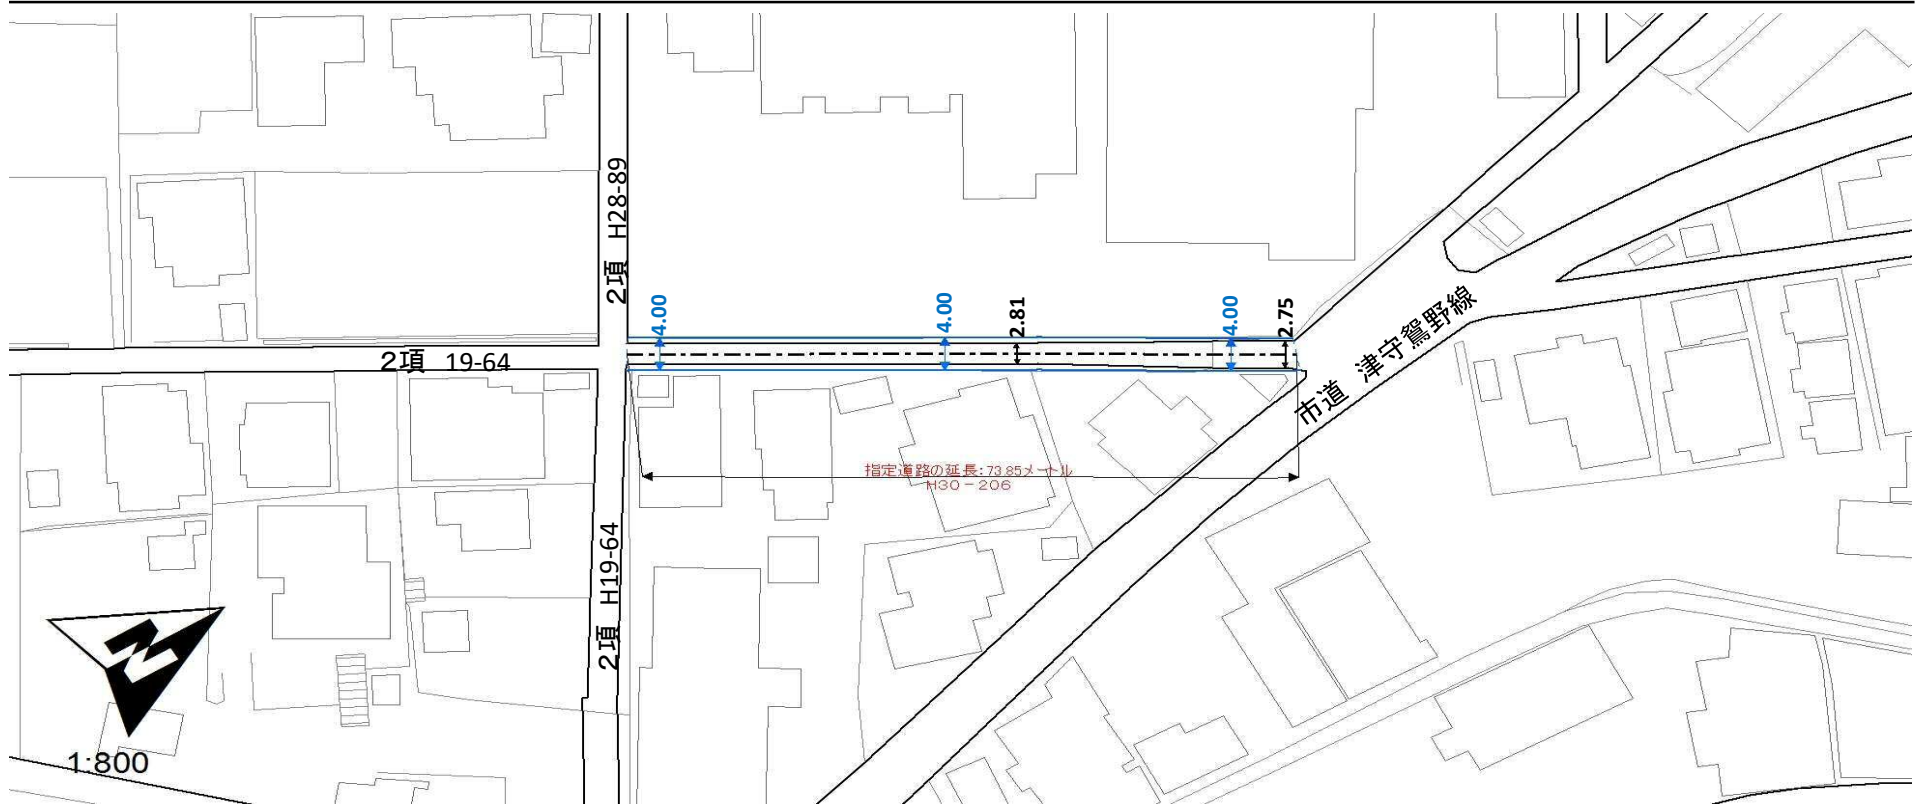 2項 H28-89
4.00
4.00
2.81
4.00
2.75
2項 19-64
市道 津守鴛野線
指定道路の延長:73.85メートル
H30-206
2項 H19-64
N
1:800